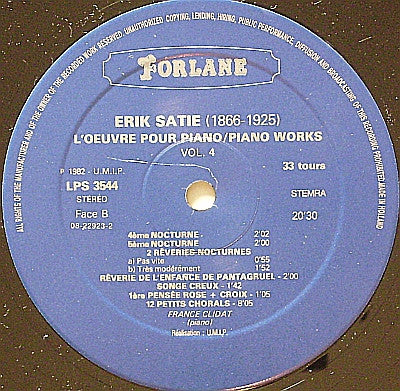 ALL RIGHTS OF THE MANUFACTURER AND OF THE OWNER OF THE RECORDED WORK RESERVED. UNAUTHORIZED COPYING, LENDING, HIRING, PUBLIC PERFORMANCE, DIFFUSION AND BROADCASTING OF THIS RECORDING PROHIBITED MADE IN HOLLAND
FORLANE
ERIK SATIE (1866-1925)
L'OEUVRE POUR PIANO/PIANO WORKS
VOL. 4
33 tours
P 1982 - U.M.I.P.
LPS 3544
STÉRÉO
STEMRA
Face B
20'30
08-22923-2
4ème NOCTURNE - 2'02
5ème NOCTURNE - 2'00
2 RÊVERIES NOCTURNES
a) Pas vite 0'55
b) Très modérément 1'52
RÊVERIE DE L'ENFANCE DE PANTAGRUEL - 2'00
SONGE CREUX - 1'42
1ère PENSÉE ROSE + CROIX - 1'05
12 PETITS CHORALS - 8'05
FRANCE CLIDAT
(piano)
Réalisation : U.M.I.P.